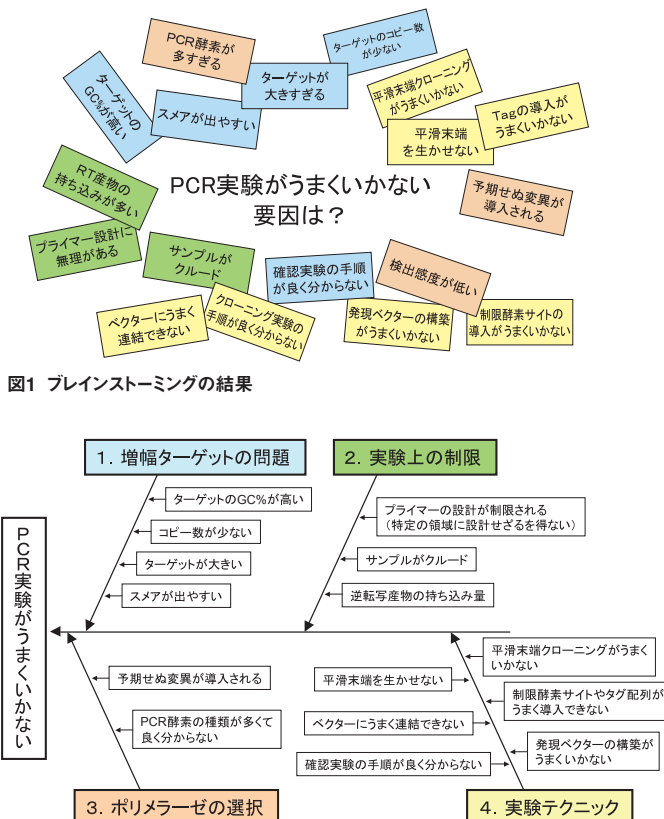 PCR酵素が
多すぎる
ターゲットのコピー数
が少ない
ターゲットの
GC%が高い
スメアが出やすい
ターゲットが
大きすぎる
平滑末端クローニング
がうまくいかない
平滑末端
を生かせない
Tagの導入が
うまくいかない
RT産物の
持ち込みが多い
PCR実験がうまくいかない
要因は？
予期せぬ変異が
導入される
プライマー設計に
無理がある
サンプルが
クルード
確認実験の手順
が良く分からない
検出感度が低い
ベクターにうまく
連結できない
クローニング実験の
手順が良く分からない
発現ベクターの構築
がうまくいかない
制限酵素サイトの
導入がうまくいかない
図1 ブレインストーミングの結果
1. 増幅ターゲットの問題
2. 実験上の制限
ターゲットのGC%が高い
コピー数が少ない
ターゲットが大きい
スメアが出やすい
プライマーの設計が制限される
（特定の領域に設計せざるを得ない）
サンプルがクルード
逆転写産物の持ち込み量
PCR実験がうまくいかない
予期せぬ変異が導入される
PCR酵素の種類が多くて
良く分からない
平滑末端を生かせない
ベクターにうまく連結できない
確認実験の手順が良く分からない
平滑末端クローニングがうまく
いかない
制限酵素サイトやタグ配列が
うまく導入できない
発現ベクターの構築が
うまくいかない
3. ポリメラーゼの選択
4. 実験テクニック